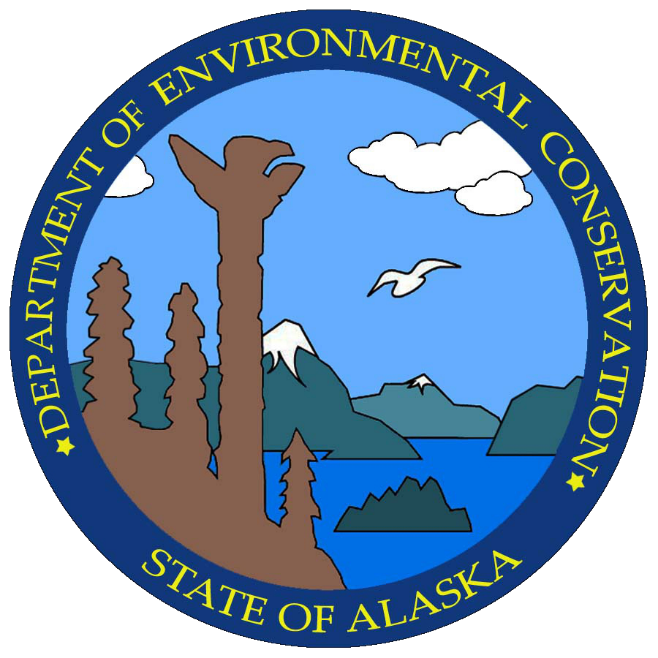 DEPARTMENT OF ENVIRONMENTAL CONSERVATION
STATE OF ALASKA